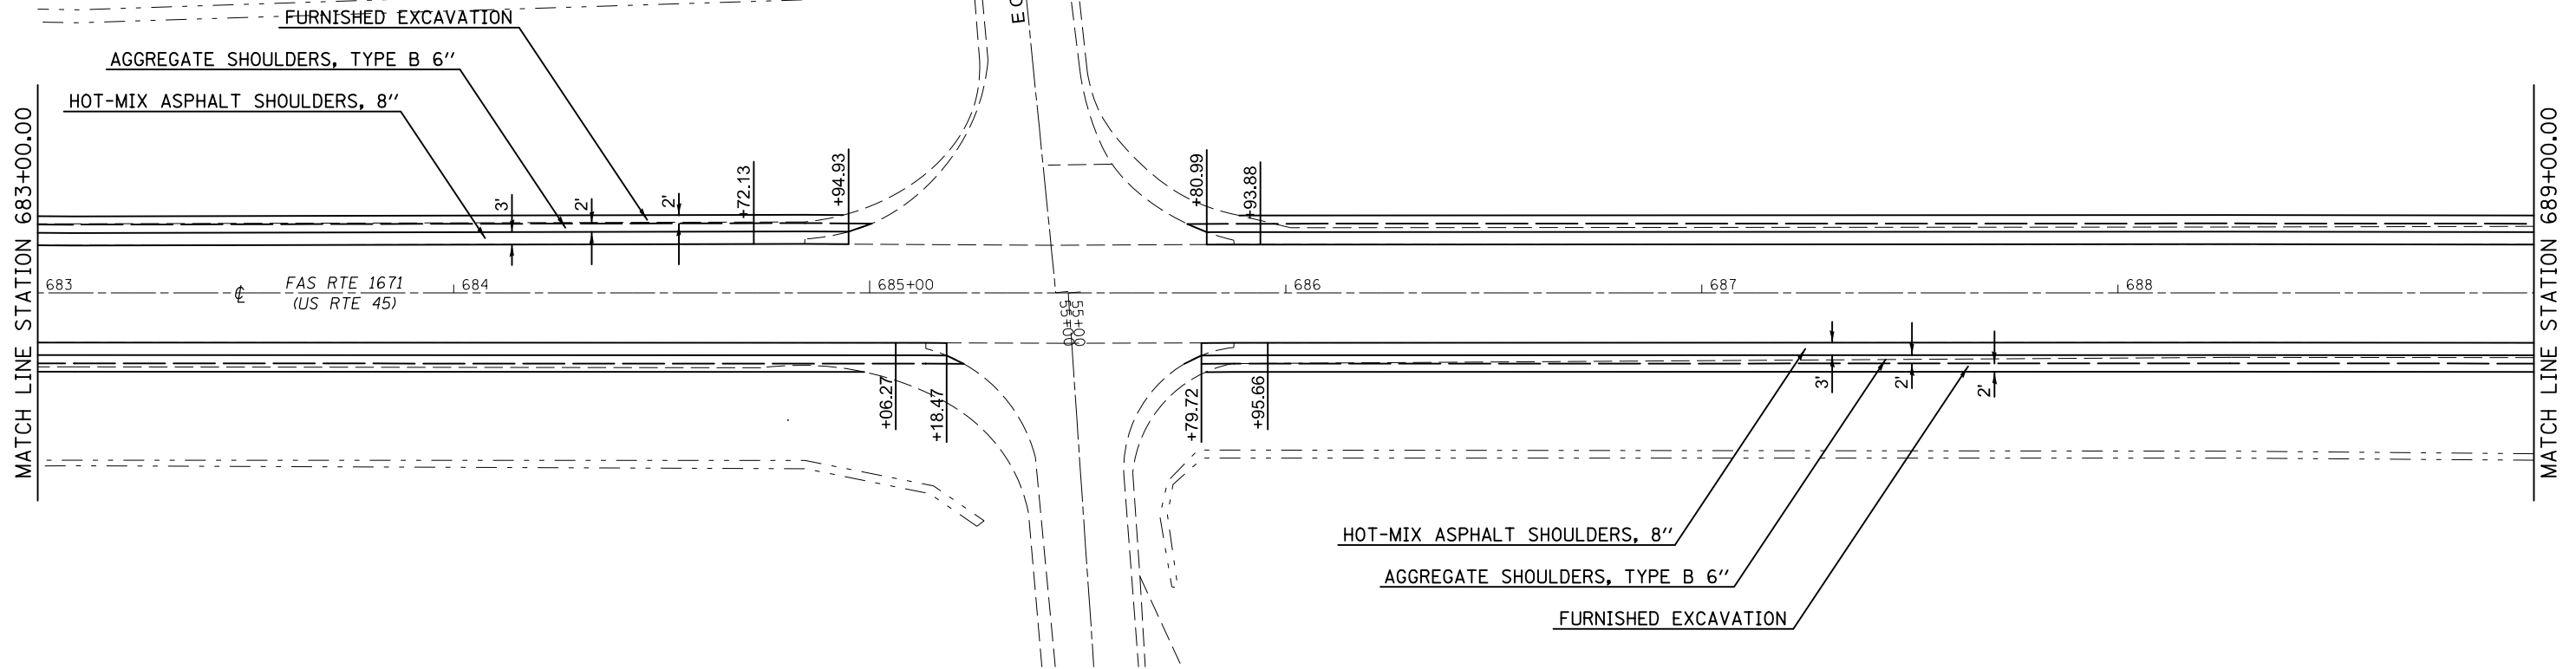 FURNISHED EXCAVATION
AGGREGATE SHOULDERS, TYPE B 6"
HOT-MIX ASPHALT SHOULDERS, 8"
MATCH LINE STATION 683+00.00
3'
2'
2'
+72.13
+94.93
+80.99
+93.88
MATCH LINE STATION 689+00.00
683
℄
FAS RTE 1671
(US RTE 45)
684
685+00
686
687
688
55+00
55+00
+06.27
+18.47
+79.72
+95.66
3'
2'
2'
HOT-MIX ASPHALT SHOULDERS, 8"
AGGREGATE SHOULDERS, TYPE B 6"
FURNISHED EXCAVATION